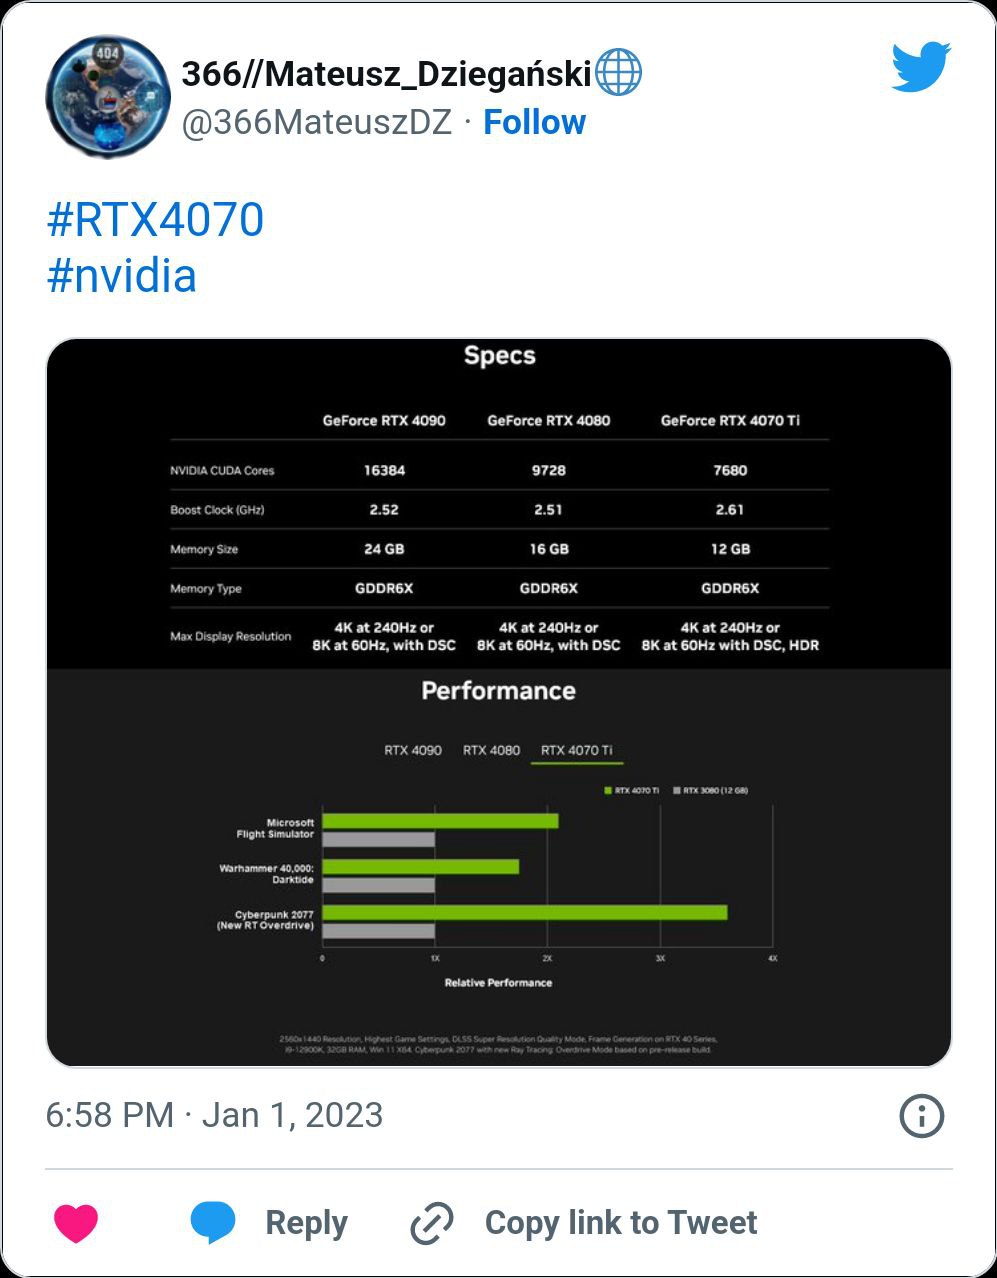 404
366//Mateusz_Dziegański
@366MateuszDZ · Follow
#RTX4070
#nvidia
Specs
GeForce RTX 4090 GeForce RTX 4080 GeForce RTX 4070 Ti
NVIDIA CUDA Cores 16384 9728 7680
Boost Clock (GHz) 2.52 2.51 2.61
Memory Size 24 GB 16 GB 12 GB
Memory Type GDDR6X GDDR6X GDDR6X
Max Display Resolution 4K at 240Hz or 4K at 240Hz or 4K at 240Hz or
8K at 60Hz, with DSC 8K at 60Hz, with DSC 8K at 60Hz with DSC, HDR
Performance
RTX 4090 RTX 4080 RTX 4070 Ti
RTX 4070 Ti RTX 3080 (12 GB)
Microsoft
Flight Simulator
Warhammer 40,000:
Darktide
Cyberpunk 2077
(New RT Overdrive)
0 1X 2X 3X 4X
Relative Performance
2560x1440 Resolution, Highest Game Settings, DLSS Super Resolution Quality Mode, Frame Generation on RTX 40 Series,
i9-12900K, 32GB RAM, Win 11 X64. Cyberpunk 2077 with new Ray Tracing: Overdrive Mode based on pre-release build.
6:58 PM · Jan 1, 2023
Reply Copy link to Tweet